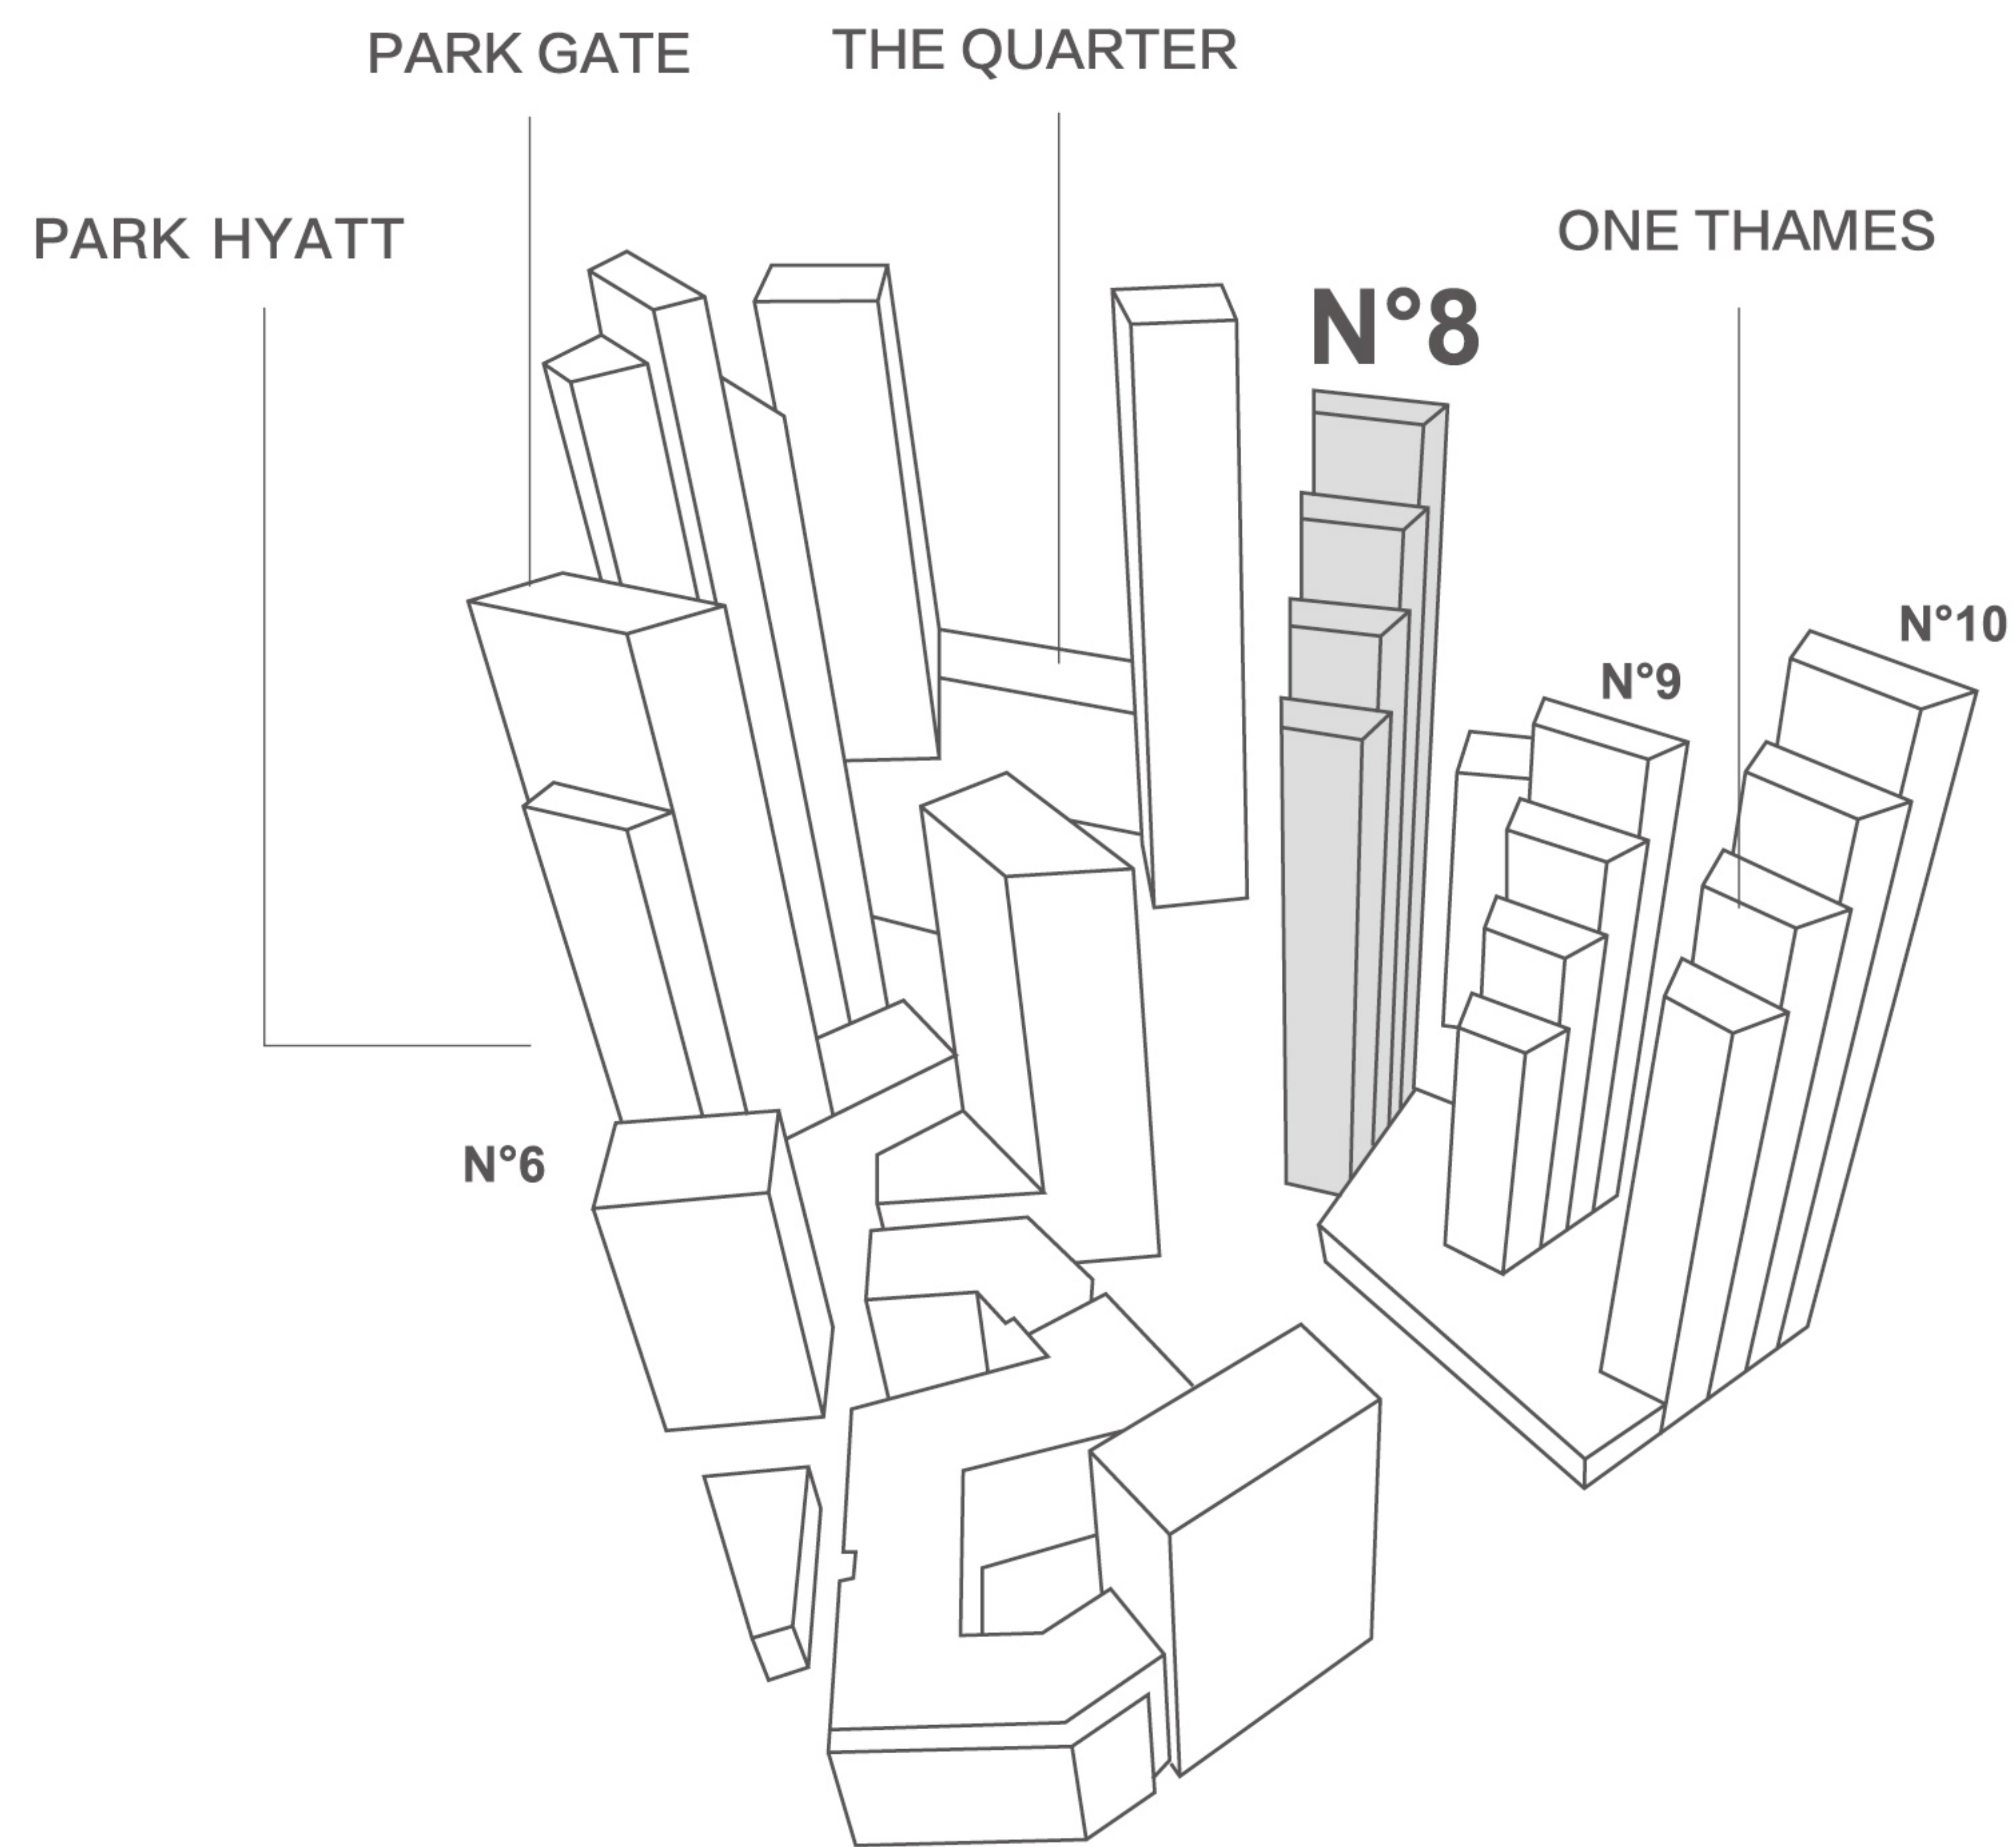 PARK GATE
THE QUARTER
PARK HYATT
ONE THAMES
N°8
N°10
N°9
N°6